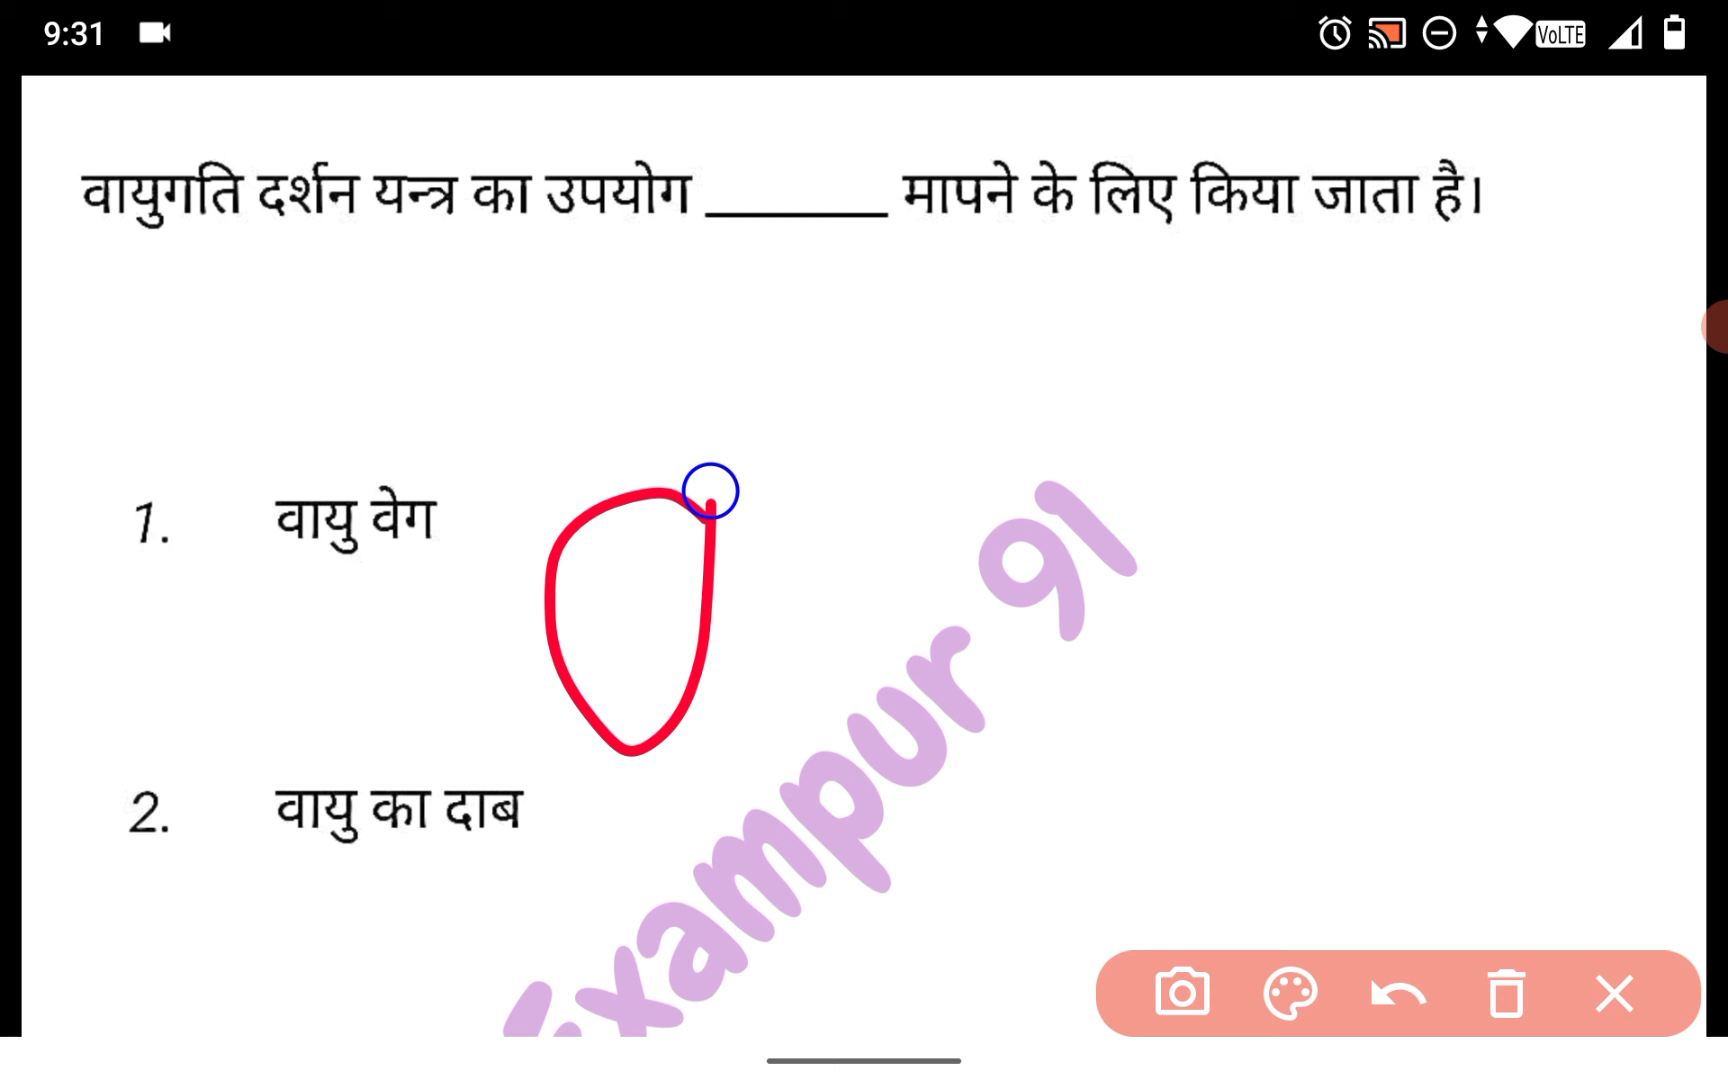 9:31
VoLTE
वायुगति दर्शन यन्त्र का उपयोग ______ मापने के लिए किया जाता है।
1. वायु वेग
2. वायु का दाब
Exampur 91